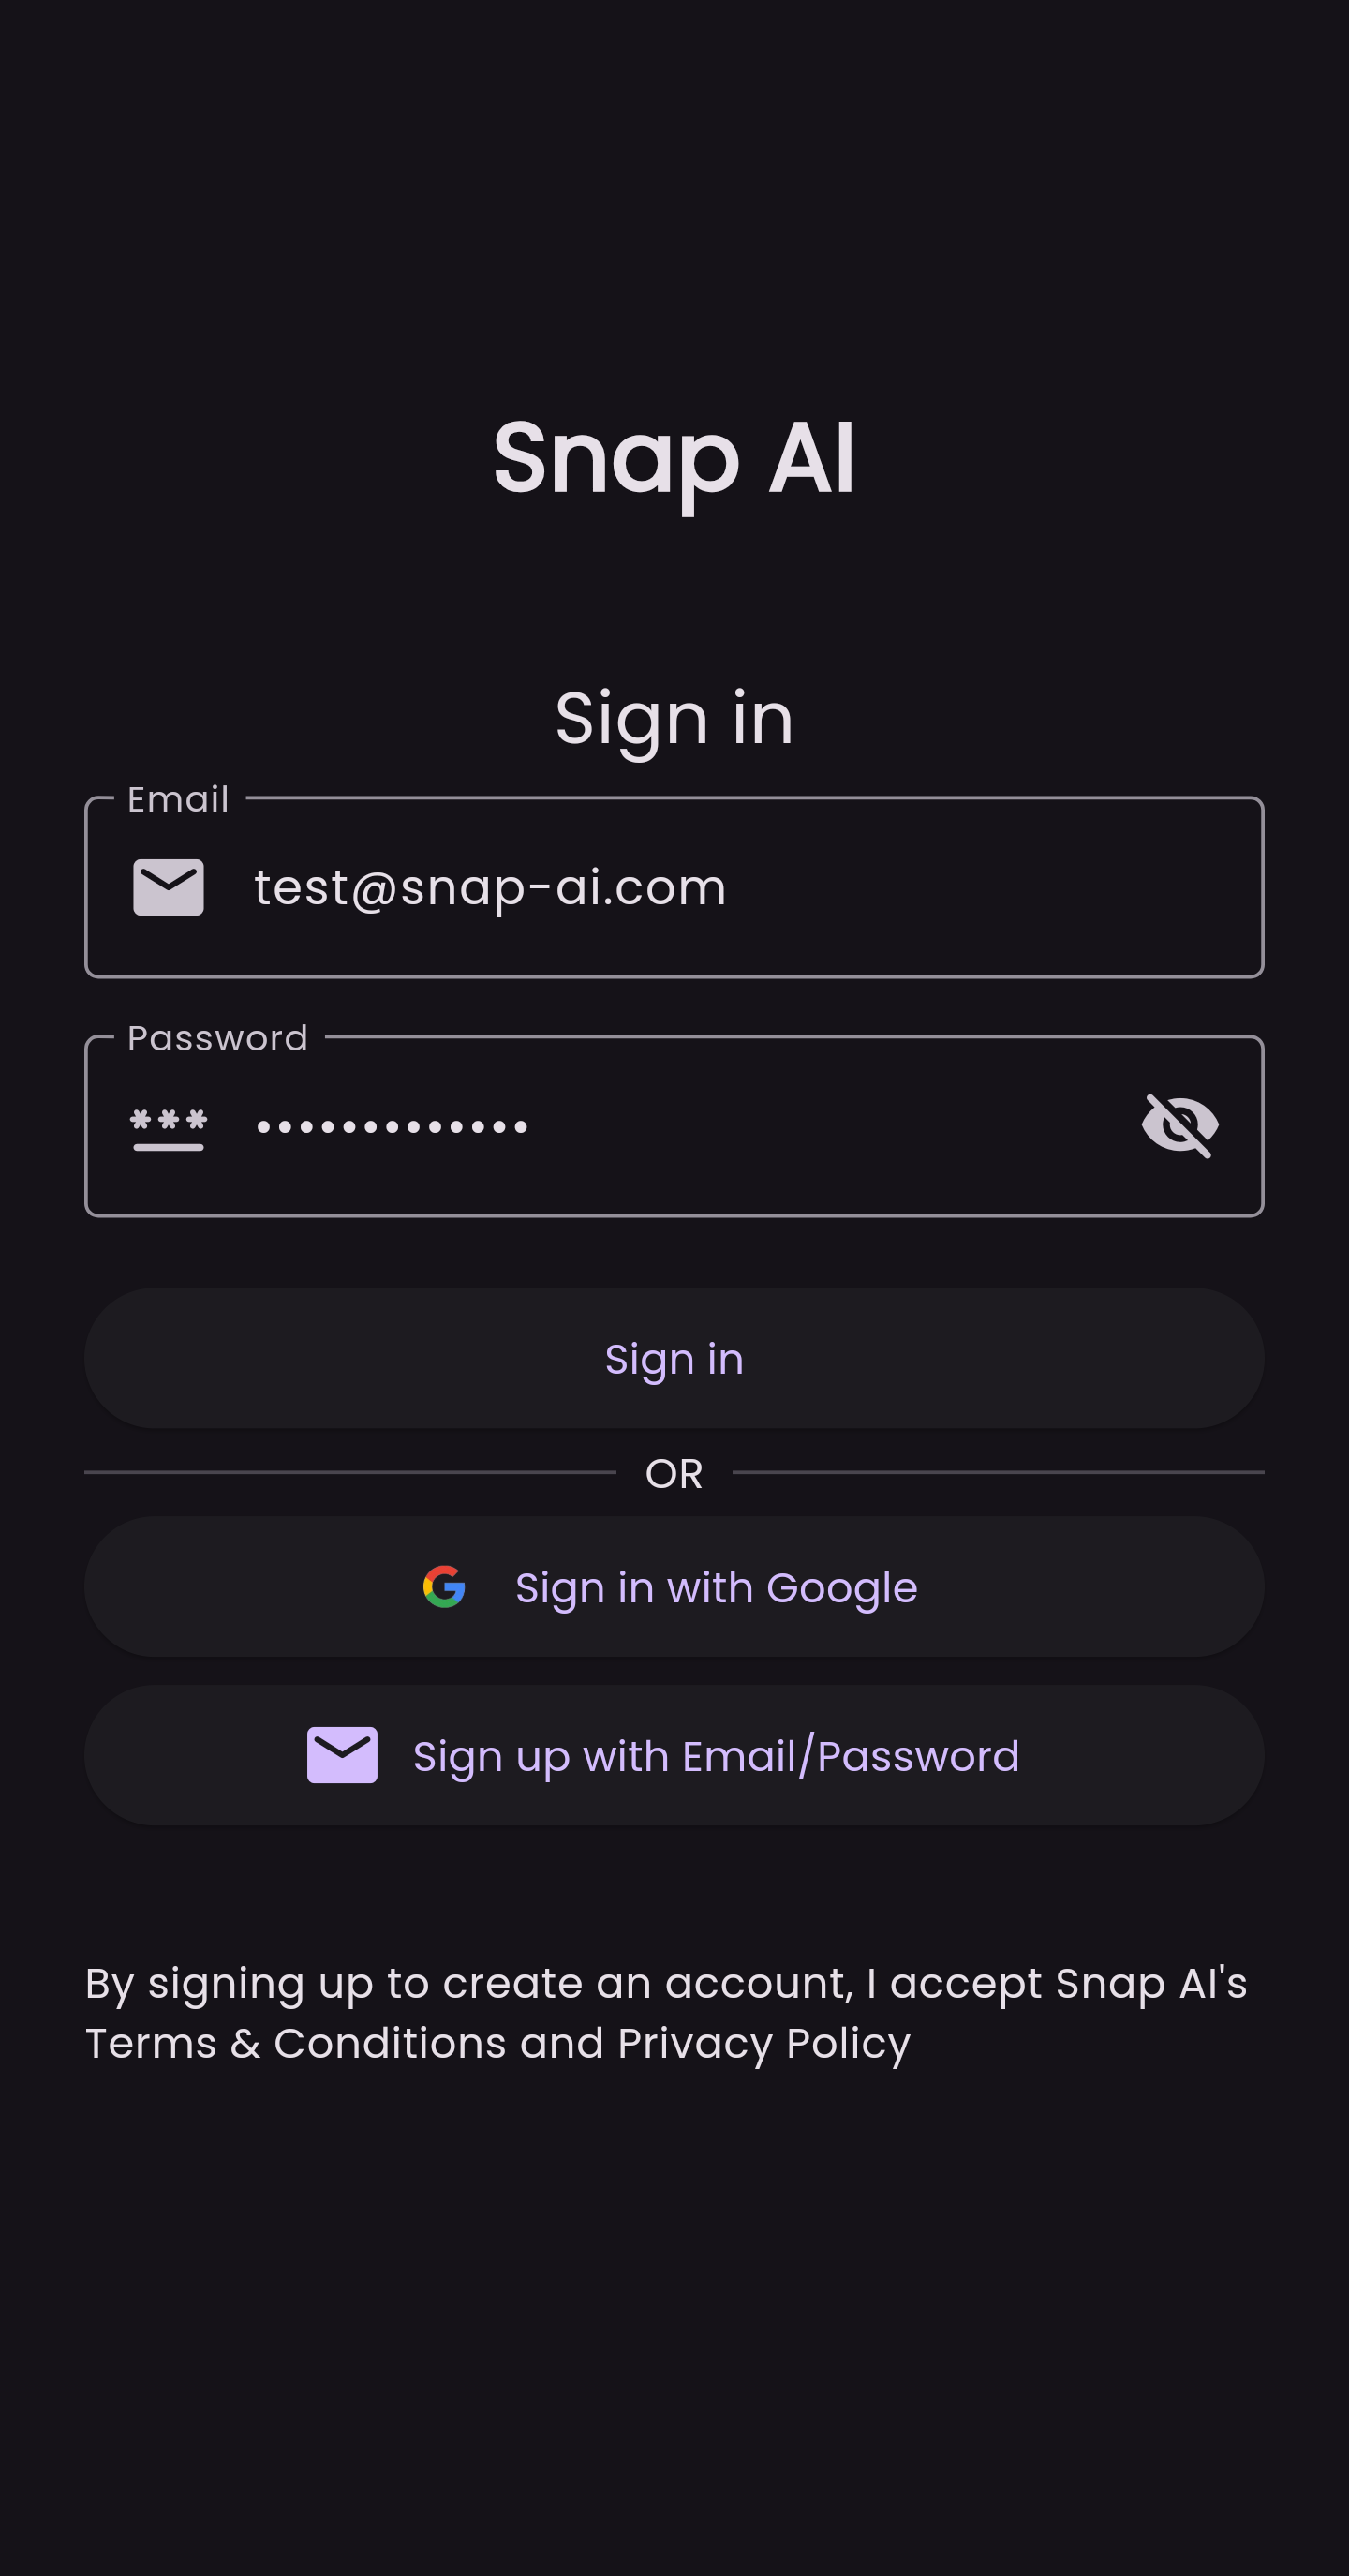 Snap AI
Sign in
Email
test@snap-ai.com
Password
•••••••••••••
Sign in
OR
Sign in with Google
Sign up with Email/Password
By signing up to create an account, I accept Snap AI's
Terms & Conditions and Privacy Policy